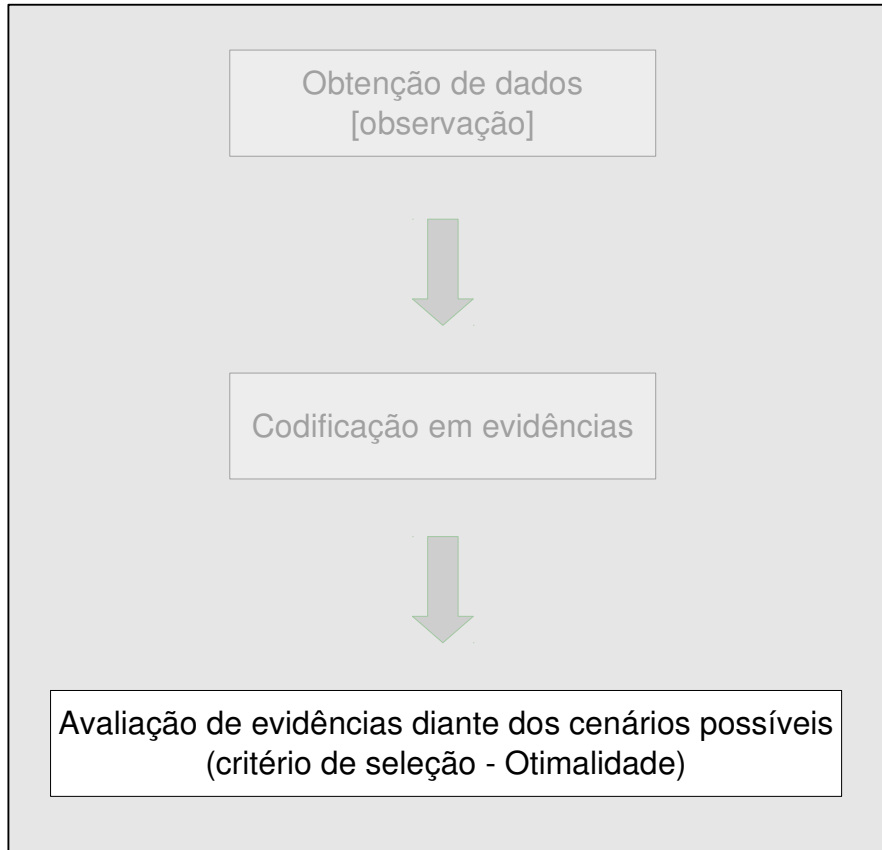 Obtenção de dados
[observação]
Codificação em evidências
Avaliação de evidências diante dos cenários possíveis
(critério de seleção - Otimalidade)